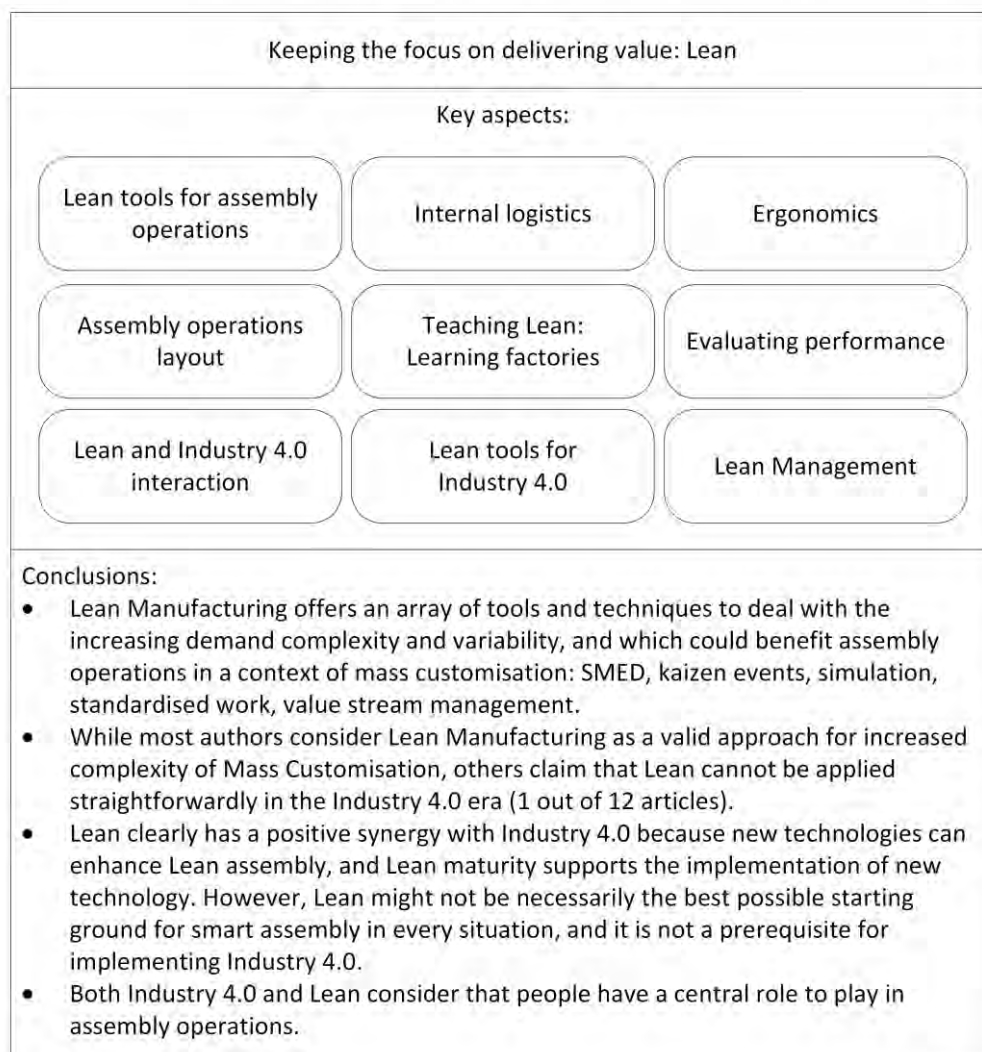 Keeping the focus on delivering value: Lean
Key aspects:
Lean tools for assembly
operations
Internal logistics
Ergonomics
Assembly operations
layout
Teaching Lean:
Learning factories
Evaluating performance
Lean and Industry 4.0
interaction
Lean tools for
Industry 4.0
Lean Management
Conclusions:
• Lean Manufacturing offers an array of tools and techniques to deal with the
increasing demand complexity and variability, and which could benefit assembly
operations in a context of mass customisation: SMED, kaizen events, simulation,
standardised work, value stream management.
• While most authors consider Lean Manufacturing as a valid approach for increased
complexity of Mass Customisation, others claim that Lean cannot be applied
straightforwardly in the Industry 4.0 era (1 out of 12 articles).
• Lean clearly has a positive synergy with Industry 4.0 because new technologies can
enhance Lean assembly, and Lean maturity supports the implementation of new
technology. However, Lean might not be necessarily the best possible starting
ground for smart assembly in every situation, and it is not a prerequisite for
implementing Industry 4.0.
• Both Industry 4.0 and Lean consider that people have a central role to play in
assembly operations.